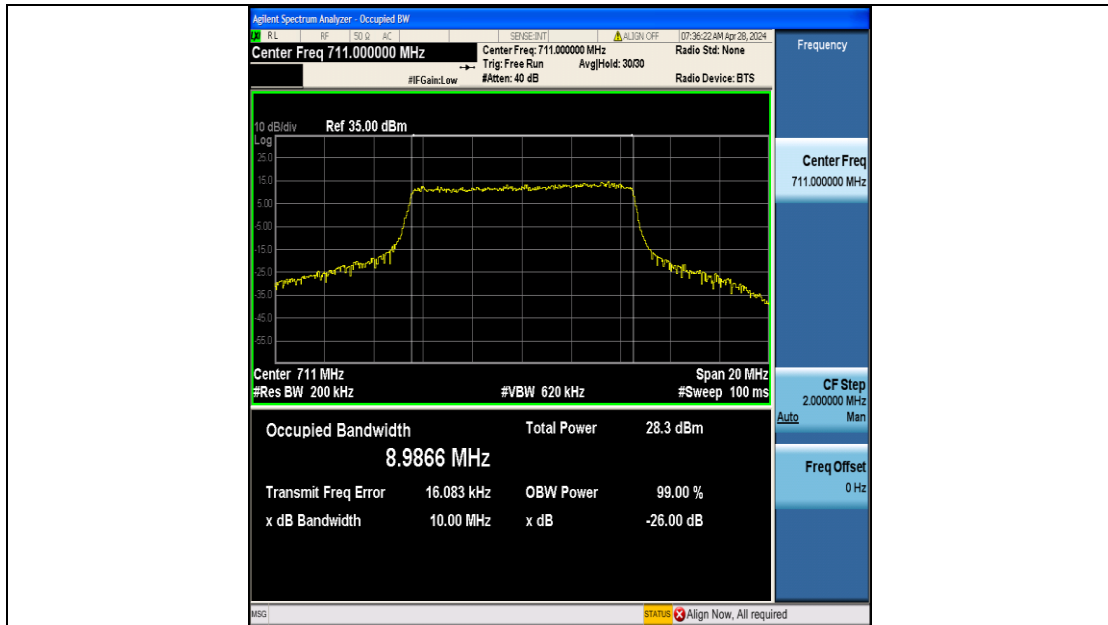 Agilent Spectrum Analyzer - Occupied BW
RL RF 50 Ω AC SENSE:INT ALIGN OFF 07:36:22 AM Apr 28, 2024
Center Freq 711.000000 MHz
Center Freq: 711.000000 MHz Radio Std: None
Trig: Free Run Avg|Hold: 30/30
#IFGain:Low #Atten: 40 dB Radio Device: BTS
Frequency
10 dB/div Ref 35.00 dBm
Log
25.0
15.0
5.00
-5.00
-15.0
-25.0
-35.0
-45.0
-55.0
Center 711 MHz Span 20 MHz
#Res BW 200 kHz #VBW 620 kHz #Sweep 100 ms
Occupied Bandwidth Total Power 28.3 dBm
8.9866 MHz
Transmit Freq Error 16.083 kHz OBW Power 99.00 %
x dB Bandwidth 10.00 MHz x dB -26.00 dB
Center Freq
711.000000 MHz
CF Step
2.000000 MHz
Auto Man
Freq Offset
0 Hz
MSG STATUS Align Now, All required